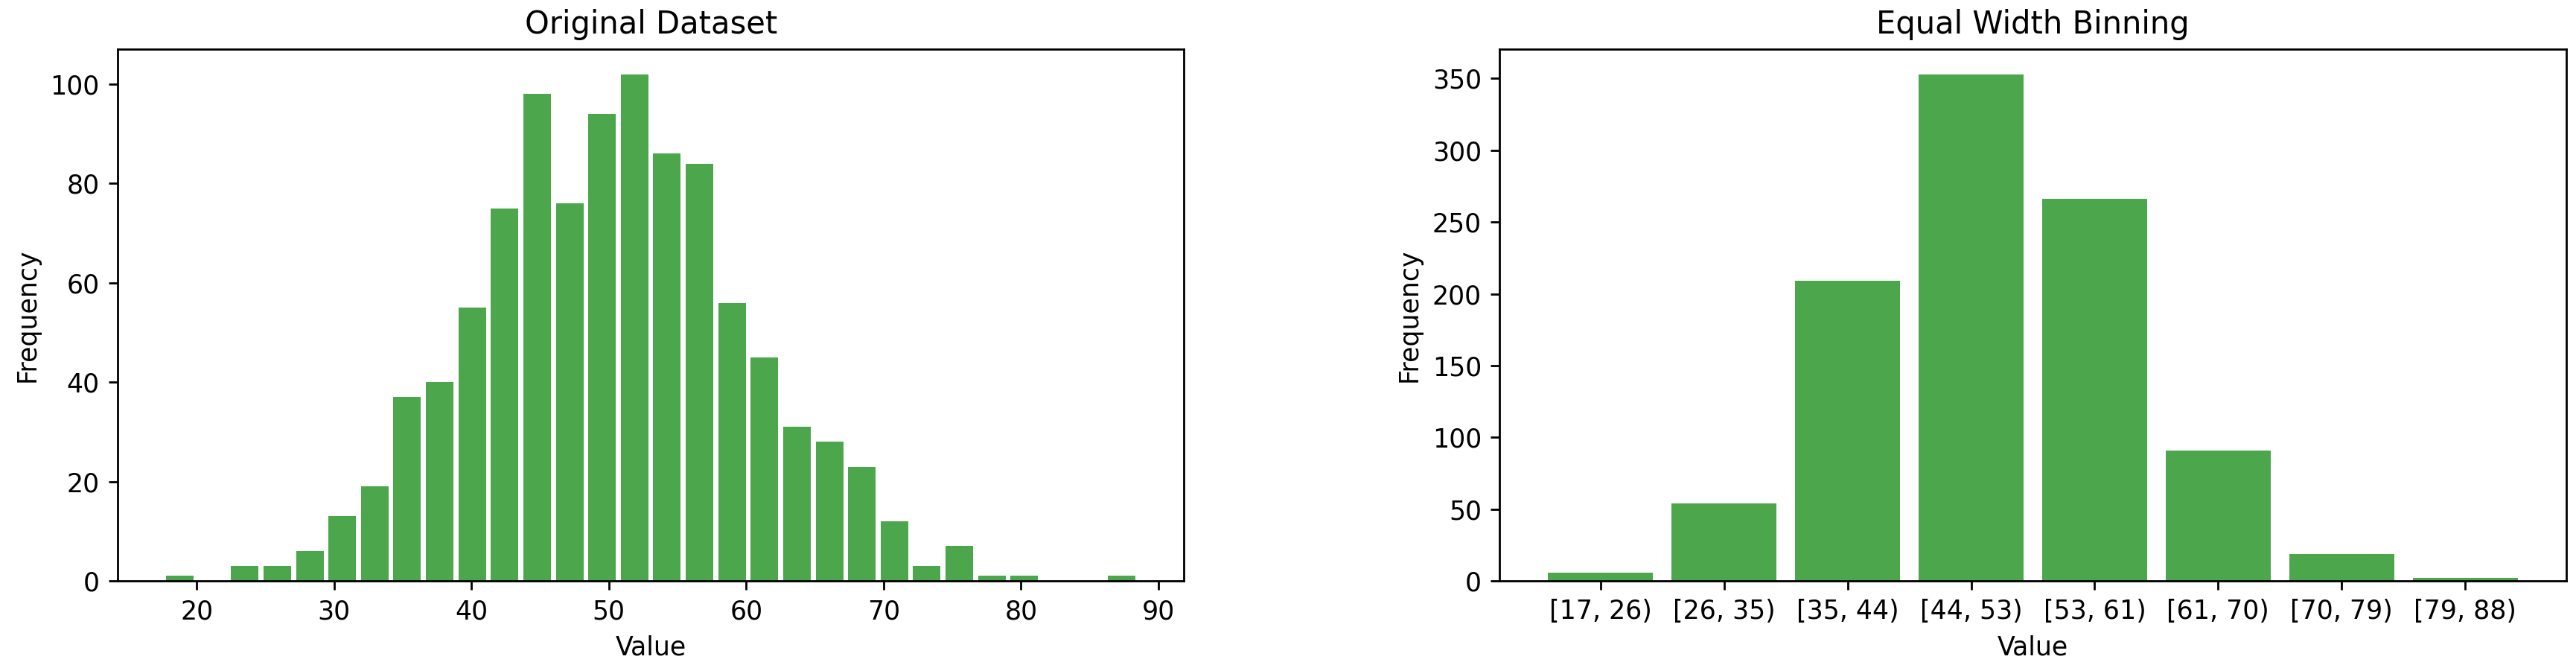 Original Dataset
100
80
60
40
20
0
Frequency
20 30 40 50 60 70 80 90
Value
Equal Width Binning
350
300
250
200
150
100
50
0
Frequency
[17, 26) [26, 35) [35, 44) [44, 53) [53, 61) [61, 70) [70, 79) [79, 88)
Value